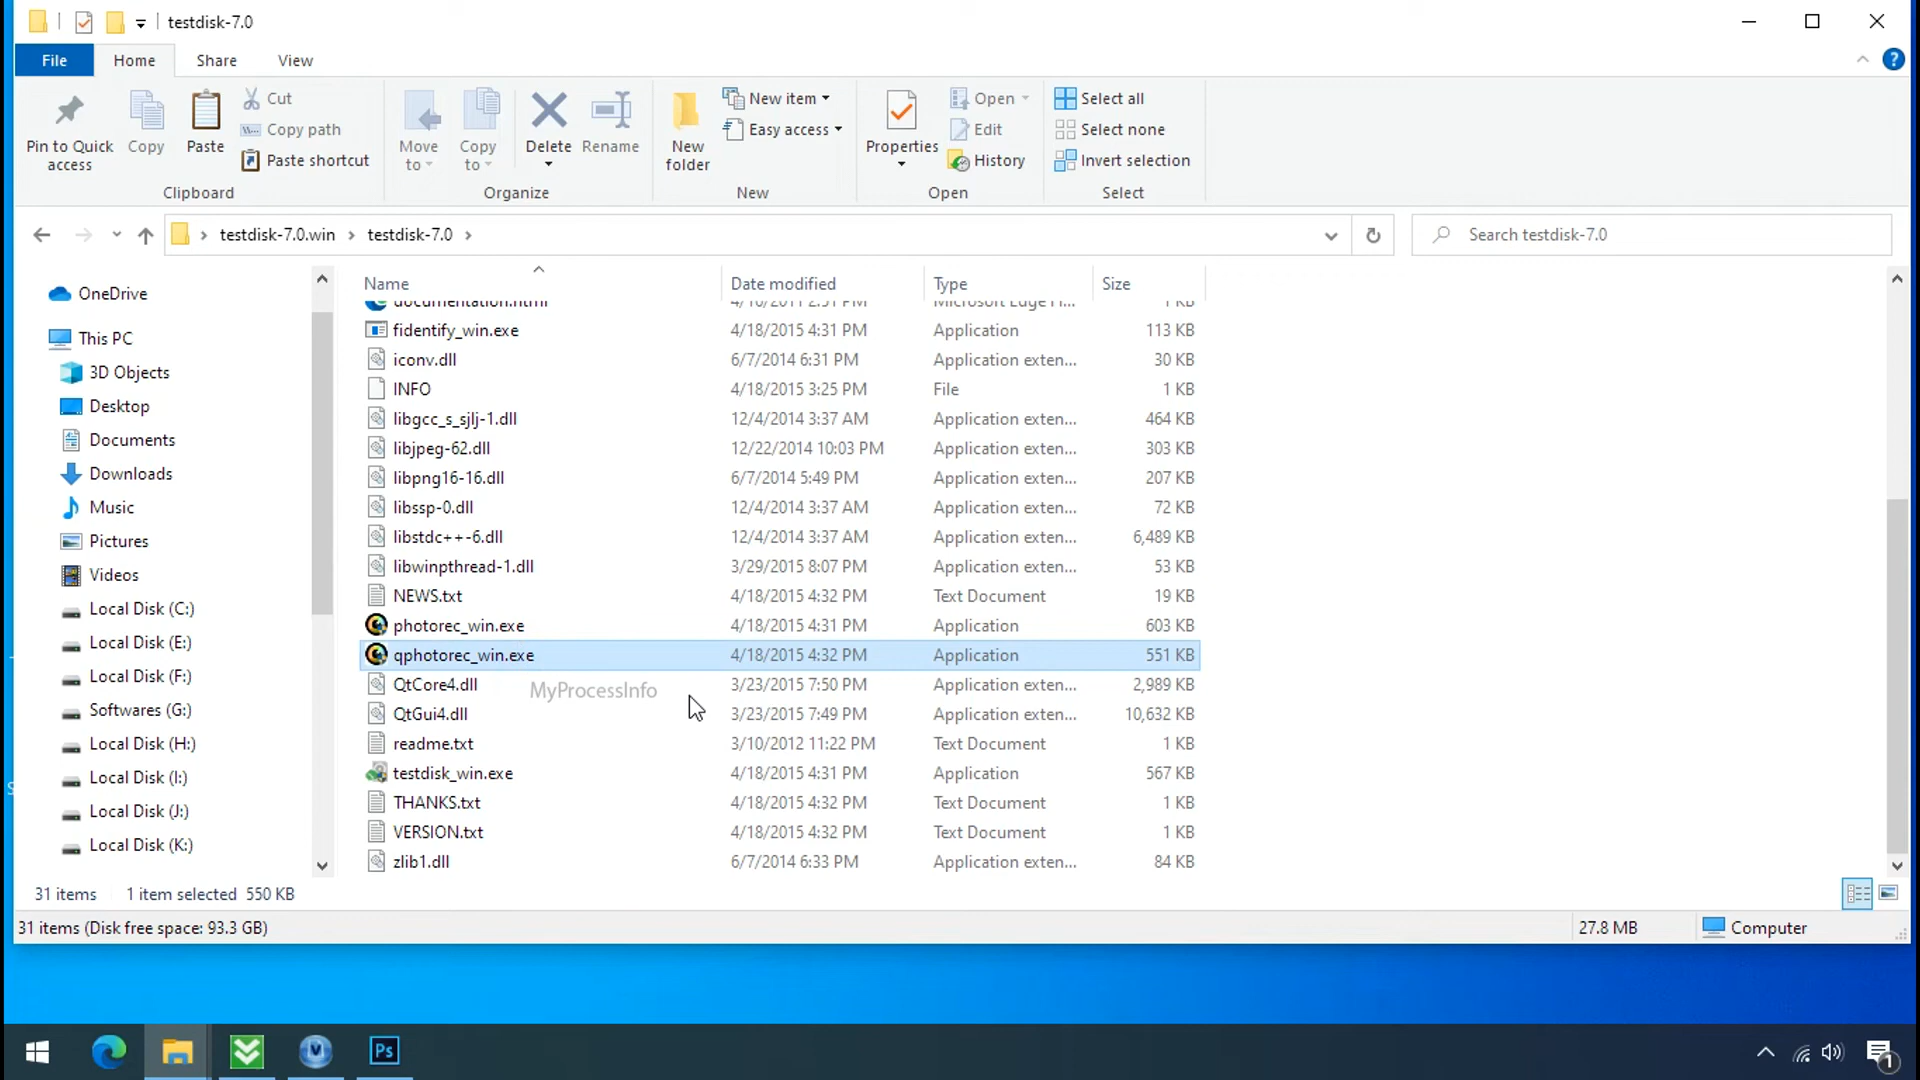 testdisk-7.0
File Home Share View
Pin to Quick access
Copy
Paste
Cut
Copy path
Paste shortcut
Clipboard
Move to
Copy to
Delete
Rename
Organize
New folder
New item
Easy access
New
Properties
Open
Edit
History
Open
Select all
Select none
Invert selection
Select
testdisk-7.0.win testdisk-7.0
Search testdisk-7.0
OneDrive
This PC
3D Objects
Desktop
Documents
Downloads
Music
Pictures
Videos
Local Disk (C:)
Local Disk (E:)
Local Disk (F:)
Softwares (G:)
Local Disk (H:)
Local Disk (I:)
Local Disk (J:)
Local Disk (K:)
Name Date modified Type Size
documentation.html 4/16/2011 2:51 PM Microsoft Edge H... 1 KB
fidentify_win.exe 4/18/2015 4:31 PM Application 113 KB
iconv.dll 6/7/2014 6:31 PM Application exten... 30 KB
INFO 4/18/2015 3:25 PM File 1 KB
libgcc_s_sjlj-1.dll 12/4/2014 3:37 AM Application exten... 464 KB
libjpeg-62.dll 12/22/2014 10:03 PM Application exten... 303 KB
libpng16-16.dll 6/7/2014 5:49 PM Application exten... 207 KB
libssp-0.dll 12/4/2014 3:37 AM Application exten... 72 KB
libstdc++-6.dll 12/4/2014 3:37 AM Application exten... 6,489 KB
libwinpthread-1.dll 3/29/2015 8:07 PM Application exten... 53 KB
NEWS.txt 4/18/2015 4:32 PM Text Document 19 KB
photorec_win.exe 4/18/2015 4:31 PM Application 603 KB
qphotorec_win.exe 4/18/2015 4:32 PM Application 551 KB
QtCore4.dll 3/23/2015 7:50 PM Application exten... 2,989 KB
MyProcessInfo
QtGui4.dll 3/23/2015 7:49 PM Application exten... 10,632 KB
readme.txt 3/10/2012 11:22 PM Text Document 1 KB
testdisk_win.exe 4/18/2015 4:31 PM Application 567 KB
THANKS.txt 4/18/2015 4:32 PM Text Document 1 KB
VERSION.txt 4/18/2015 4:32 PM Text Document 1 KB
zlib1.dll 6/7/2014 6:33 PM Application exten... 84 KB
31 items 1 item selected 550 KB
31 items (Disk free space: 93.3 GB) 27.8 MB Computer
Ps
1